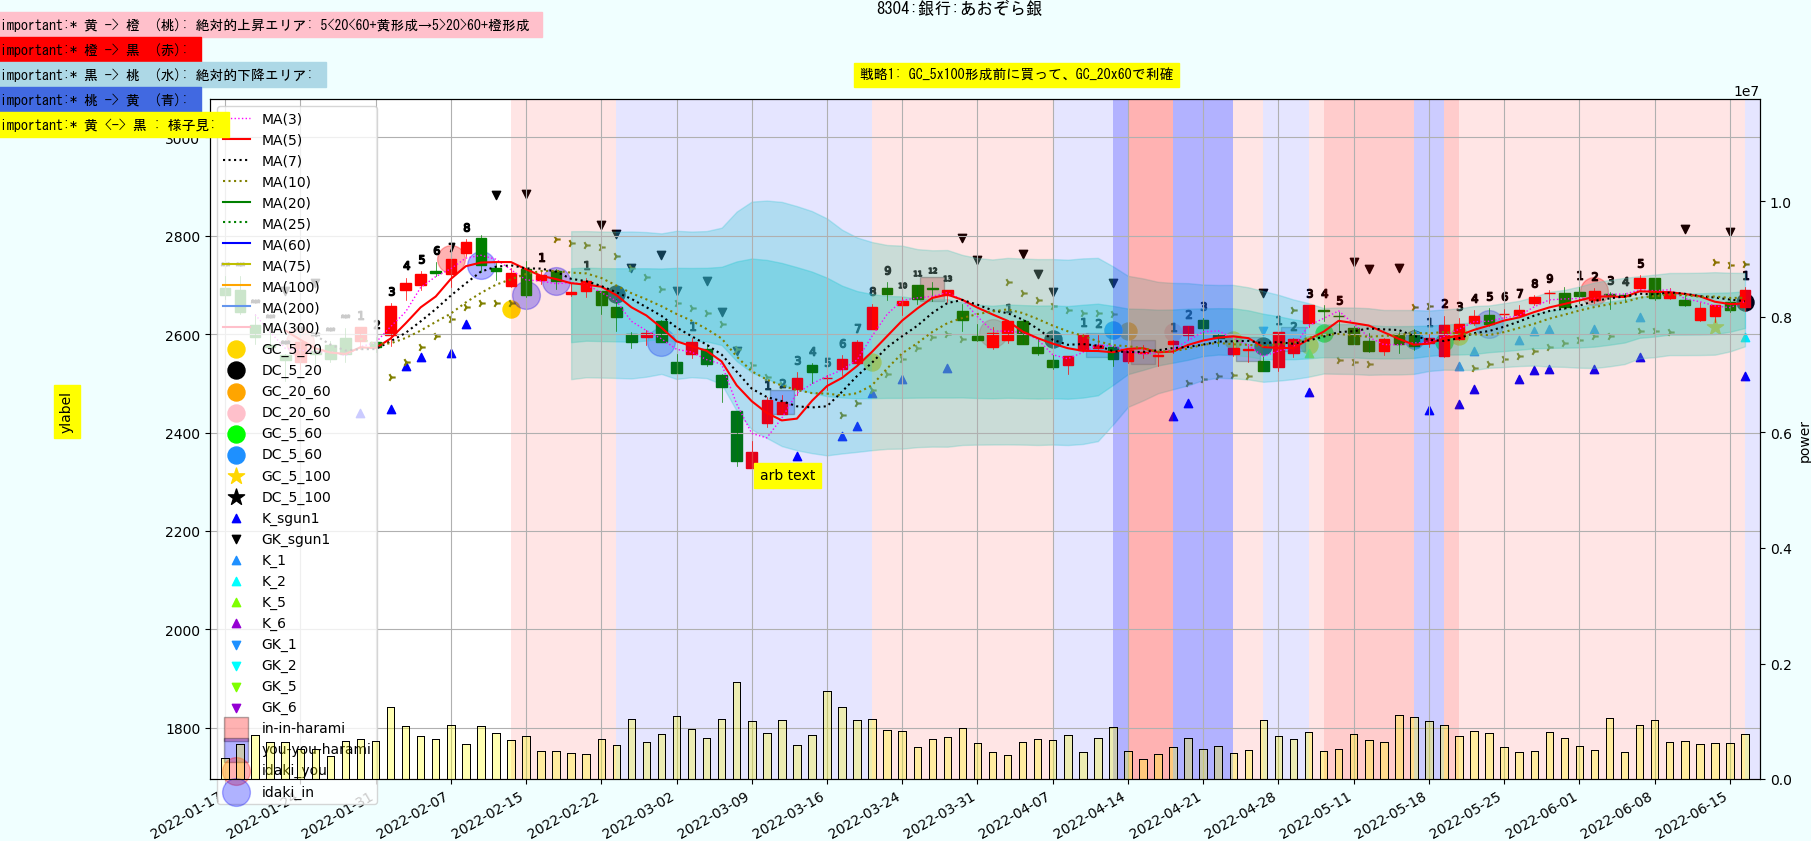 8304:銀行:あおぞら銀
important:* 黄 -> 橙 （桃）: 絶対的上昇エリア: 5<20<60+黄形成→5>20>60+橙形成
important:* 橙 -> 黒 （赤）:
important:* 黒 -> 桃 （水）: 絶対的下降エリア:
戦略1: GC_5x100形成前に買って、GC_20x60で利確
important:* 桃 -> 黄 （青）:
important:* 黄 <-> 黒 : 様子見:
1e7
MA(3)
MA(5)
MA(7)
MA(10)
MA(20)
MA(25)
MA(60)
MA(75)
MA(100)
MA(200)
MA(300)
GC_5_20
DC_5_20
GC_20_60
DC_20_60
GC_5_60
DC_5_60
GC_5_100
DC_5_100
K_sgun1
GK_sgun1
K_1
K_2
K_5
K_6
GK_1
GK_2
GK_5
GK_6
in-in-harami
you-you-harami
idaki_you
idaki_in
3000
2800
2600
2400
2200
2000
1800
ylabel
arb text
1.0
0.8
0.6
0.4
0.2
0.0
power
2022-01-17
2022-01-31
2022-02-07
2022-02-15
2022-02-22
2022-03-02
2022-03-09
2022-03-16
2022-03-24
2022-03-31
2022-04-07
2022-04-14
2022-04-21
2022-04-28
2022-05-11
2022-05-18
2022-05-25
2022-06-01
2022-06-08
2022-06-15